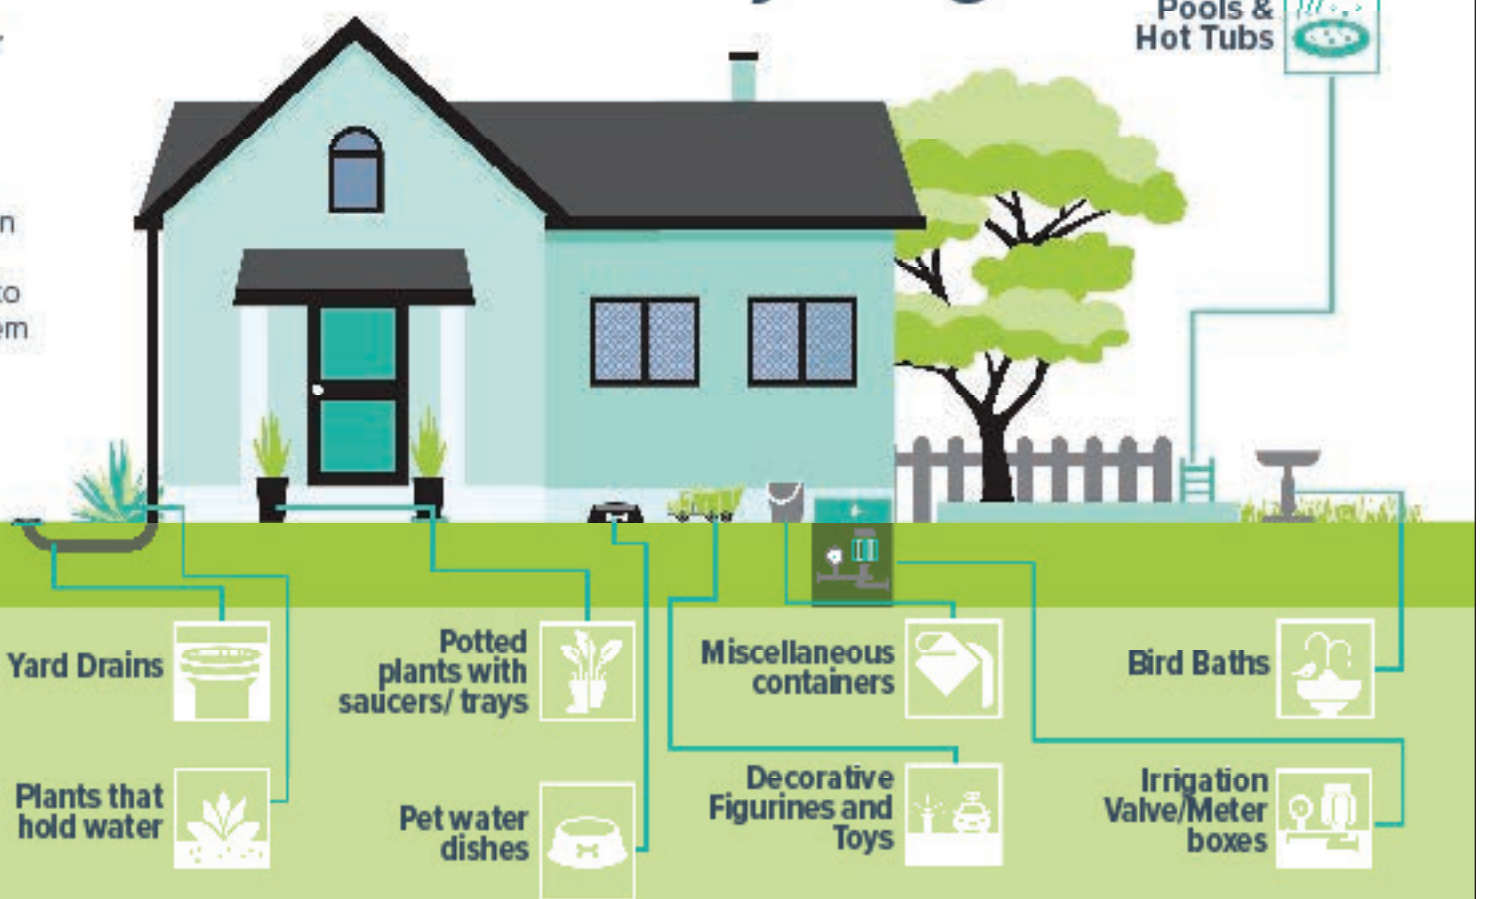 Pools &
Hot Tubs
Yard Drains
Plants that
hold water
Potted
plants with
saucers/ trays
Pet water
dishes
Miscellaneous
containers
Decorative
Figurines and
Toys
Bird Baths
Irrigation
Valve/Meter
boxes